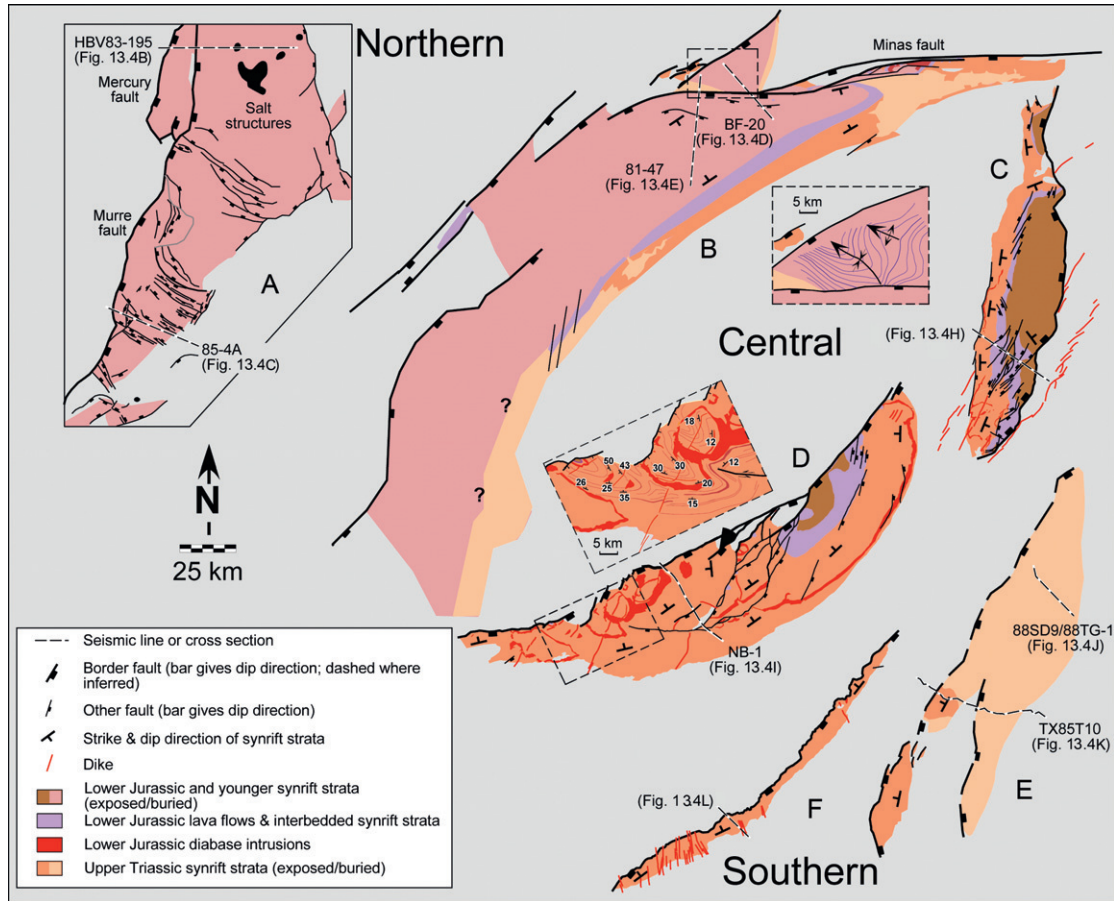 HBV83-195
(Fig. 13.4B)
Northern
Mercury
fault
Salt
structures
Minas fault
BF-20
(Fig. 13.4D)
81-47
(Fig. 13.4E)
C
Murre
fault
A
B
5 km
85-4A
(Fig. 13.4C)
Central
(Fig. 13.4H)
?
18
12
50
43
30
30
12
26
25
20
35
15
D
N
5 km
?
25 km
88SD9/88TG-1
(Fig. 13.4J)
NB-1
(Fig. 13.4I)
TX85T10
(Fig. 13.4K)
E
(Fig. 13.4L)
F
Southern
Seismic line or cross section
Border fault (bar gives dip direction; dashed where
inferred)
Other fault (bar gives dip direction)
Strike & dip direction of synrift strata
Dike
Lower Jurassic and younger synrift strata
(exposed/buried)
Lower Jurassic lava flows & interbedded synrift strata
Lower Jurassic diabase intrusions
Upper Triassic synrift strata (exposed/buried)